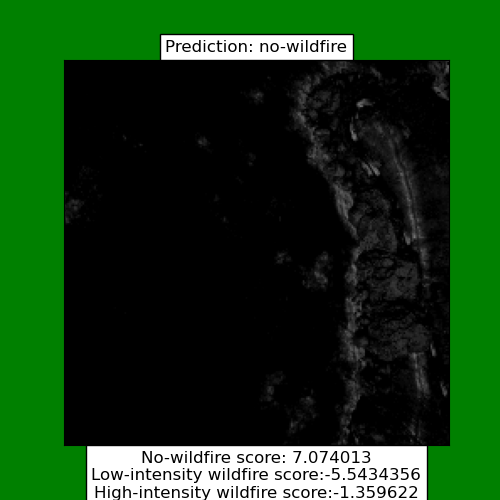 Prediction: no-wildfire
No-wildfire score: 7.074013
Low-intensity wildfire score:-5.5434356
High-intensity wildfire score:-1.359622